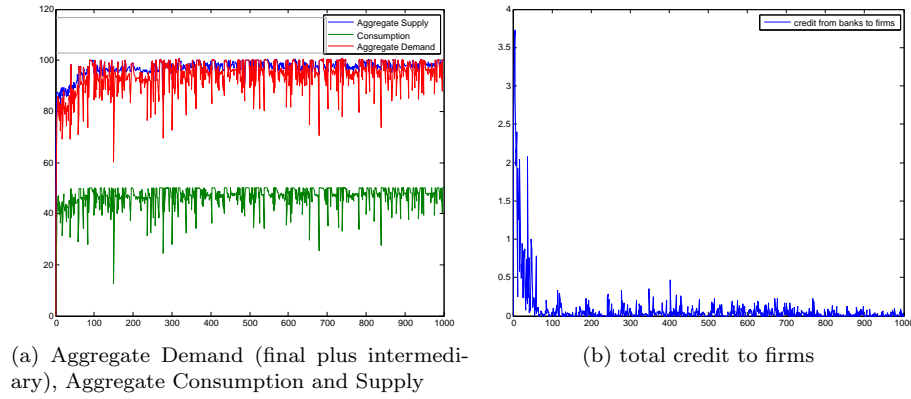 120
100
80
60
40
20
0
0 100 200 300 400 500 600 700 800 900 1000
Aggregate Supply
Consumption
Aggregate Demand
4
3.5
3
2.5
2
1.5
1
0.5
0
0 100 200 300 400 500 600 700 800 900 1000
credit from banks to firms
(a) Aggregate Demand (final plus intermedi-
ary), Aggregate Consumption and Supply
(b) total credit to firms